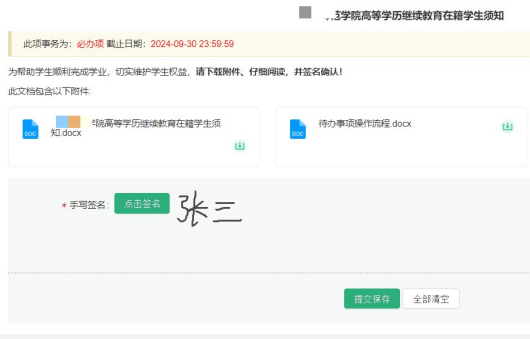 范学院高等学历继续教育在籍学生须知
此项事务为：必办项 截止日期：2024-09-30 23:59:59
为帮助学生顺利完成学业，切实维护学生权益，请下载附件、仔细阅读，并签名确认！
此文档包含以下附件:
学院高等学历继续教育在籍学生须
知.docx
DOC
待办事项操作流程.docx
DOC
* 手写签名：
点击签名
张三
提交保存
全部清空